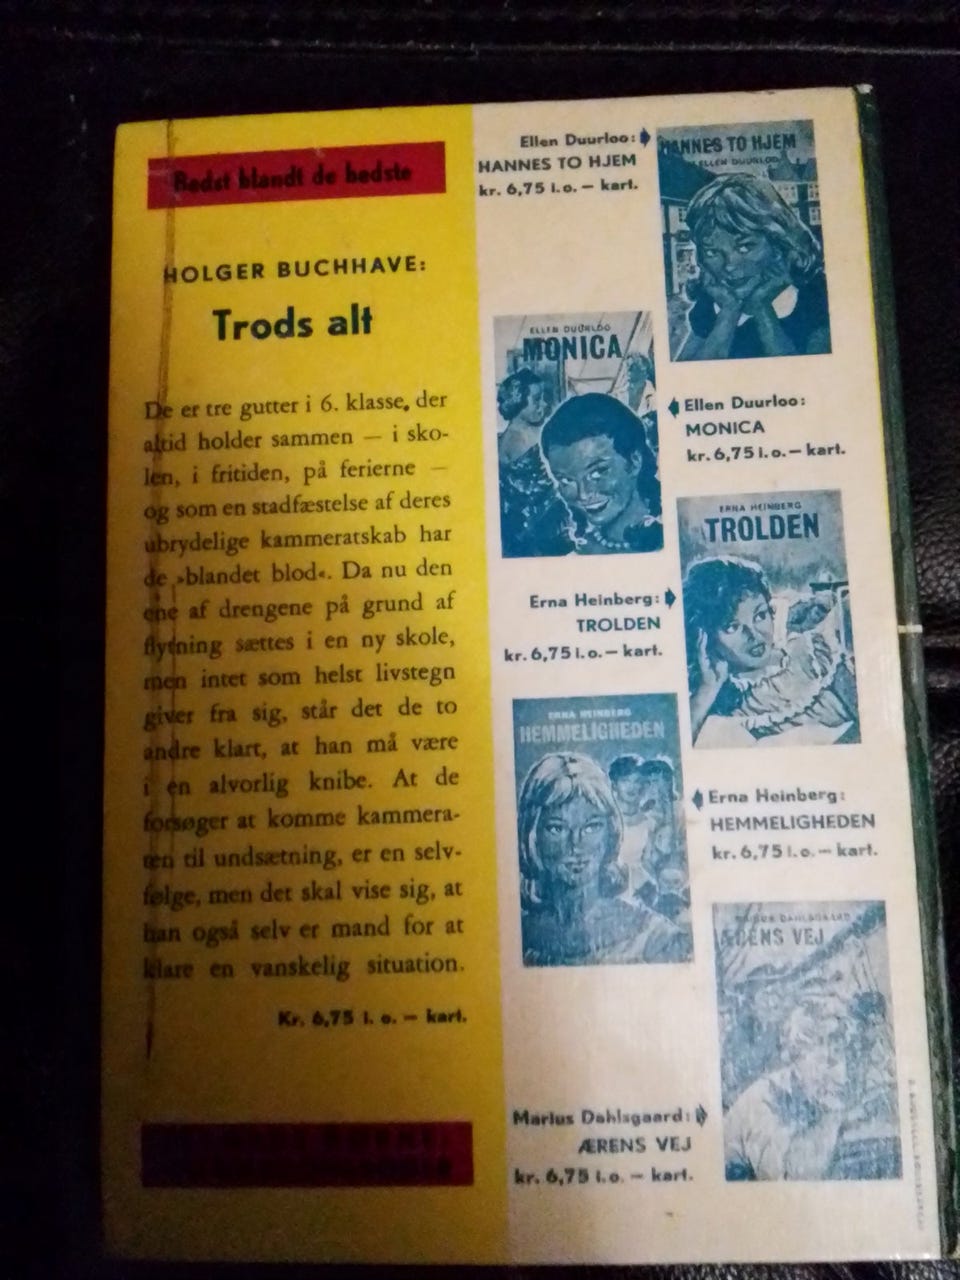 Bedst blandt de bedste
HOLGER BUCHHAVE:
Trods alt
De er tre gutter i 6. klasse, der
altid holder sammen — i sko-
len, i fritiden, på ferierne —
og som en stadfæstelse af deres
ubrydelige kammeratskab har
de »blandet blod«. Da nu den
ene af drengene på grund af
flytning sættes i en ny skole,
men intet som helst livstegn
giver fra sig, står det de to
andre klart, at han må være
i en alvorlig knibe. At de
forsøger at komme kammera-
ten til undsætning, er en selv-
følge, men det skal vise sig, at
han også selv er mand for at
klare en vanskelig situation.
Kr. 6,75 i. o. — kart.
Ellen Duurloo:
HANNES TO HJEM
kr. 6,75 i.o. — kart.
HANNES TO HJEM
ELLEN DUURLOO
ELLEN DUURLOO
MONICA
Ellen Duurloo:
MONICA
kr. 6,75 i.o. — kart.
ERNA HEINBERG
TROLDEN
Erna Heinberg:
TROLDEN
kr. 6,75 i.o. — kart.
ERNA HEINBERG
HEMMELIGHEDEN
Erna Heinberg:
HEMMELIGHEDEN
kr. 6,75 i.o. — kart.
MARIUS DAHLSGAARD
ÆRENS VEJ
Marius Dahlsgaard:
ÆRENS VEJ
kr. 6,75 i.o. — kart.